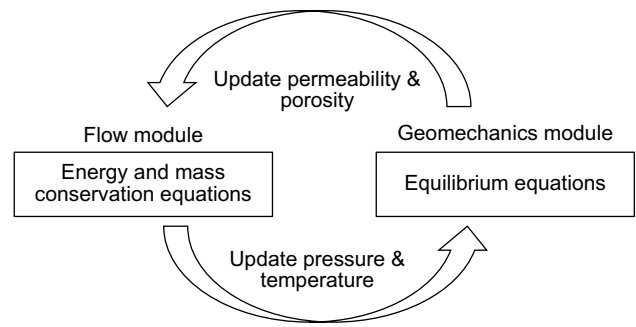 Update permeability &
porosity
Flow module
Geomechanics module
Energy and mass
conservation equations
Equilibrium equations
Update pressure &
temperature